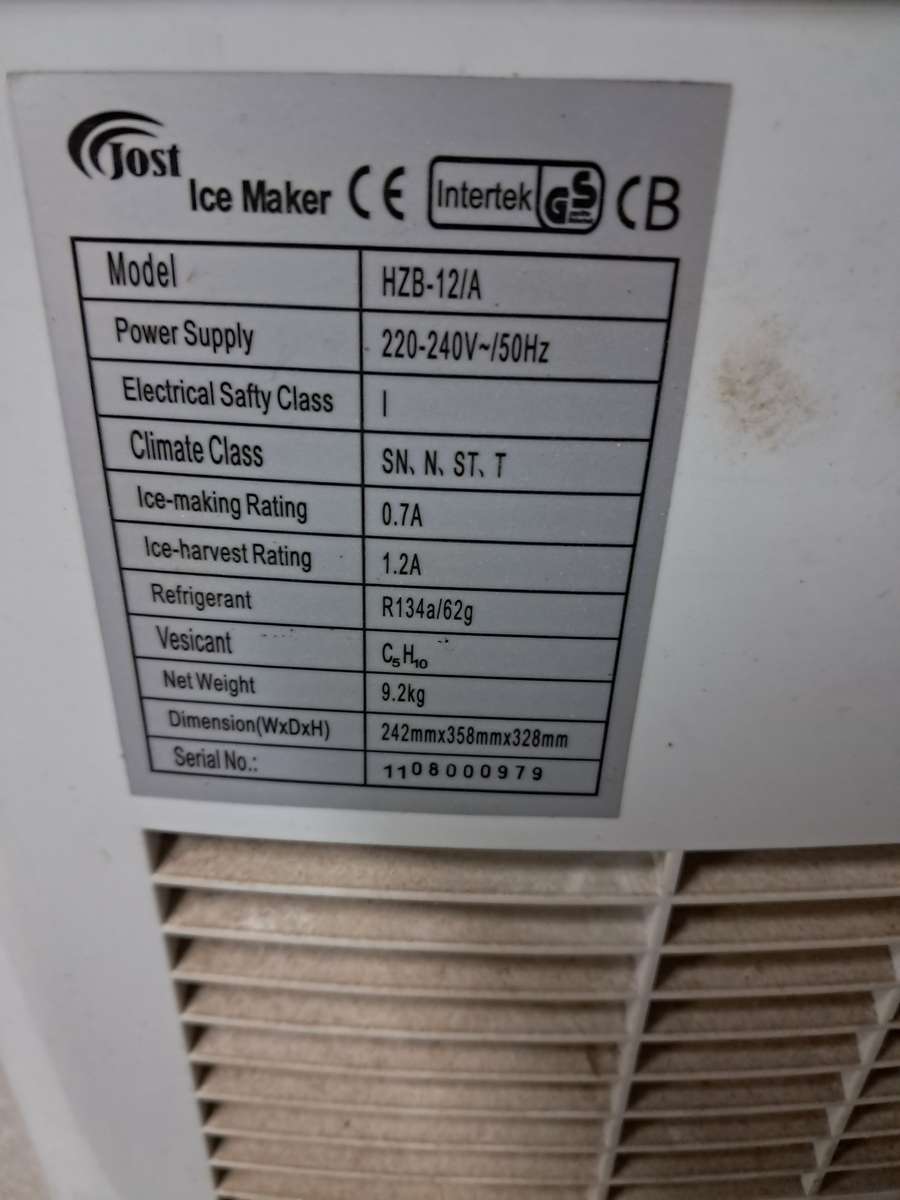 Jost
Ice Maker CE Intertek GS CB
Model HZB-12/A
Power Supply 220-240V~/50Hz
Electrical Safty Class I
Climate Class SN、N、ST、T
Ice-making Rating 0.7A
Ice-harvest Rating 1.2A
Refrigerant R134a/62g
Vesicant C₅H₁₀
Net Weight 9.2kg
Dimension(WxDxH) 242mmx358mmx328mm
Serial No.: 1108000979